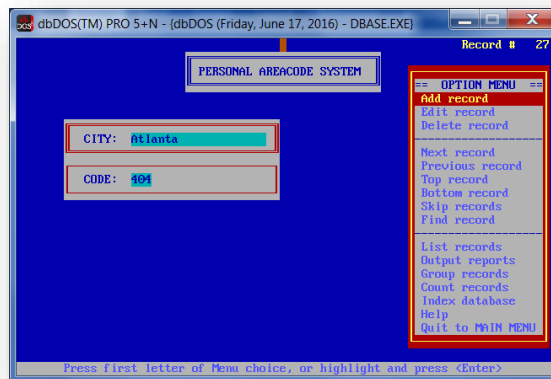 dbDOS(TM) PRO 5+N - {dbDOS (Friday, June 17, 2016) - DBASE.EXE}
Record # 27
PERSONAL AREACODE SYSTEM
CITY: Atlanta
CODE: 404
== OPTION MENU ==
Add record
Edit record
Delete record
Next record
Previous record
Top record
Bottom record
Skip records
Find record
List records
Output reports
Group records
Count records
Index database
Help
Quit to MAIN MENU
Press first letter of Menu choice, or highlight and press <Enter>